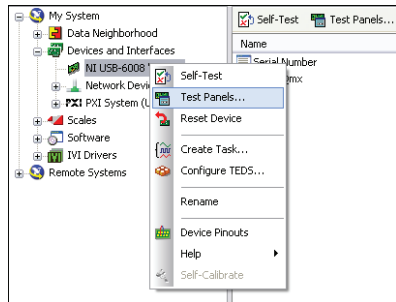 My System
Data Neighborhood
Devices and Interfaces
NI USB-6008
Network Devic
PXI PXI System (U
Scales
Software
IVI Drivers
Remote Systems
Self-Test Test Panels...
Name
Serial Number
mx
Self-Test
Test Panels...
Reset Device
Create Task...
Configure TEDS...
Rename
Device Pinouts
Help
Self-Calibrate